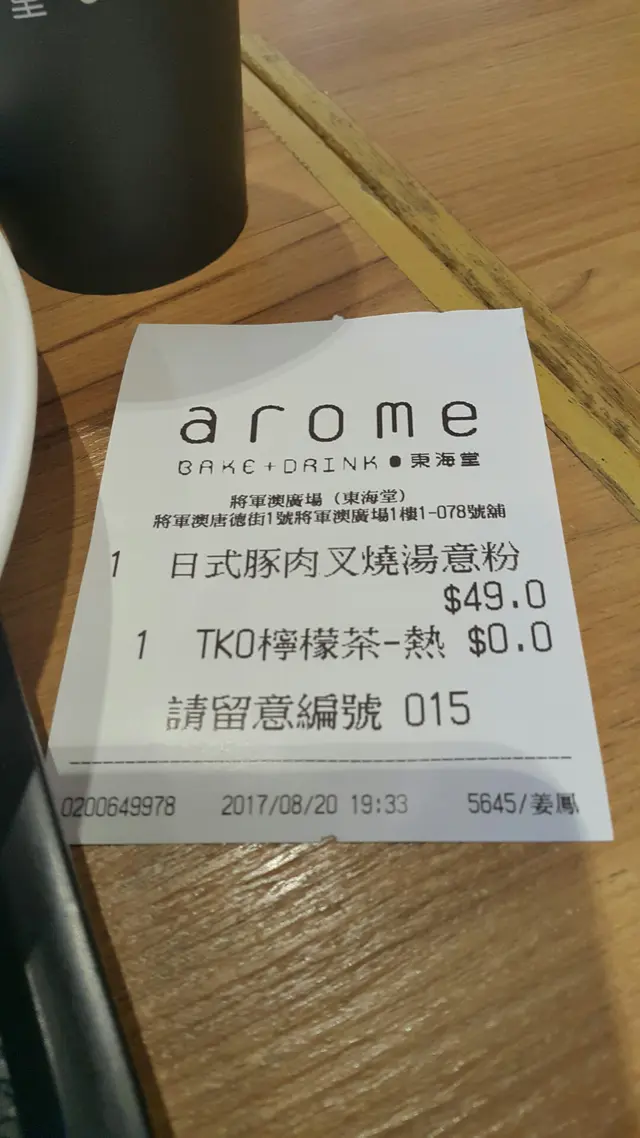 arome
BAKE+DRINK●東海堂
將軍澳廣場（東海堂）
將軍澳唐德街1號將軍澳廣場1樓1-078號舖
1 日式豚肉叉燒湯意粉
$49.0
1 TKO檸檬茶-熱 $0.0
請留意編號 015
0200649978 2017/08/20 19:33 5645/姜鳳